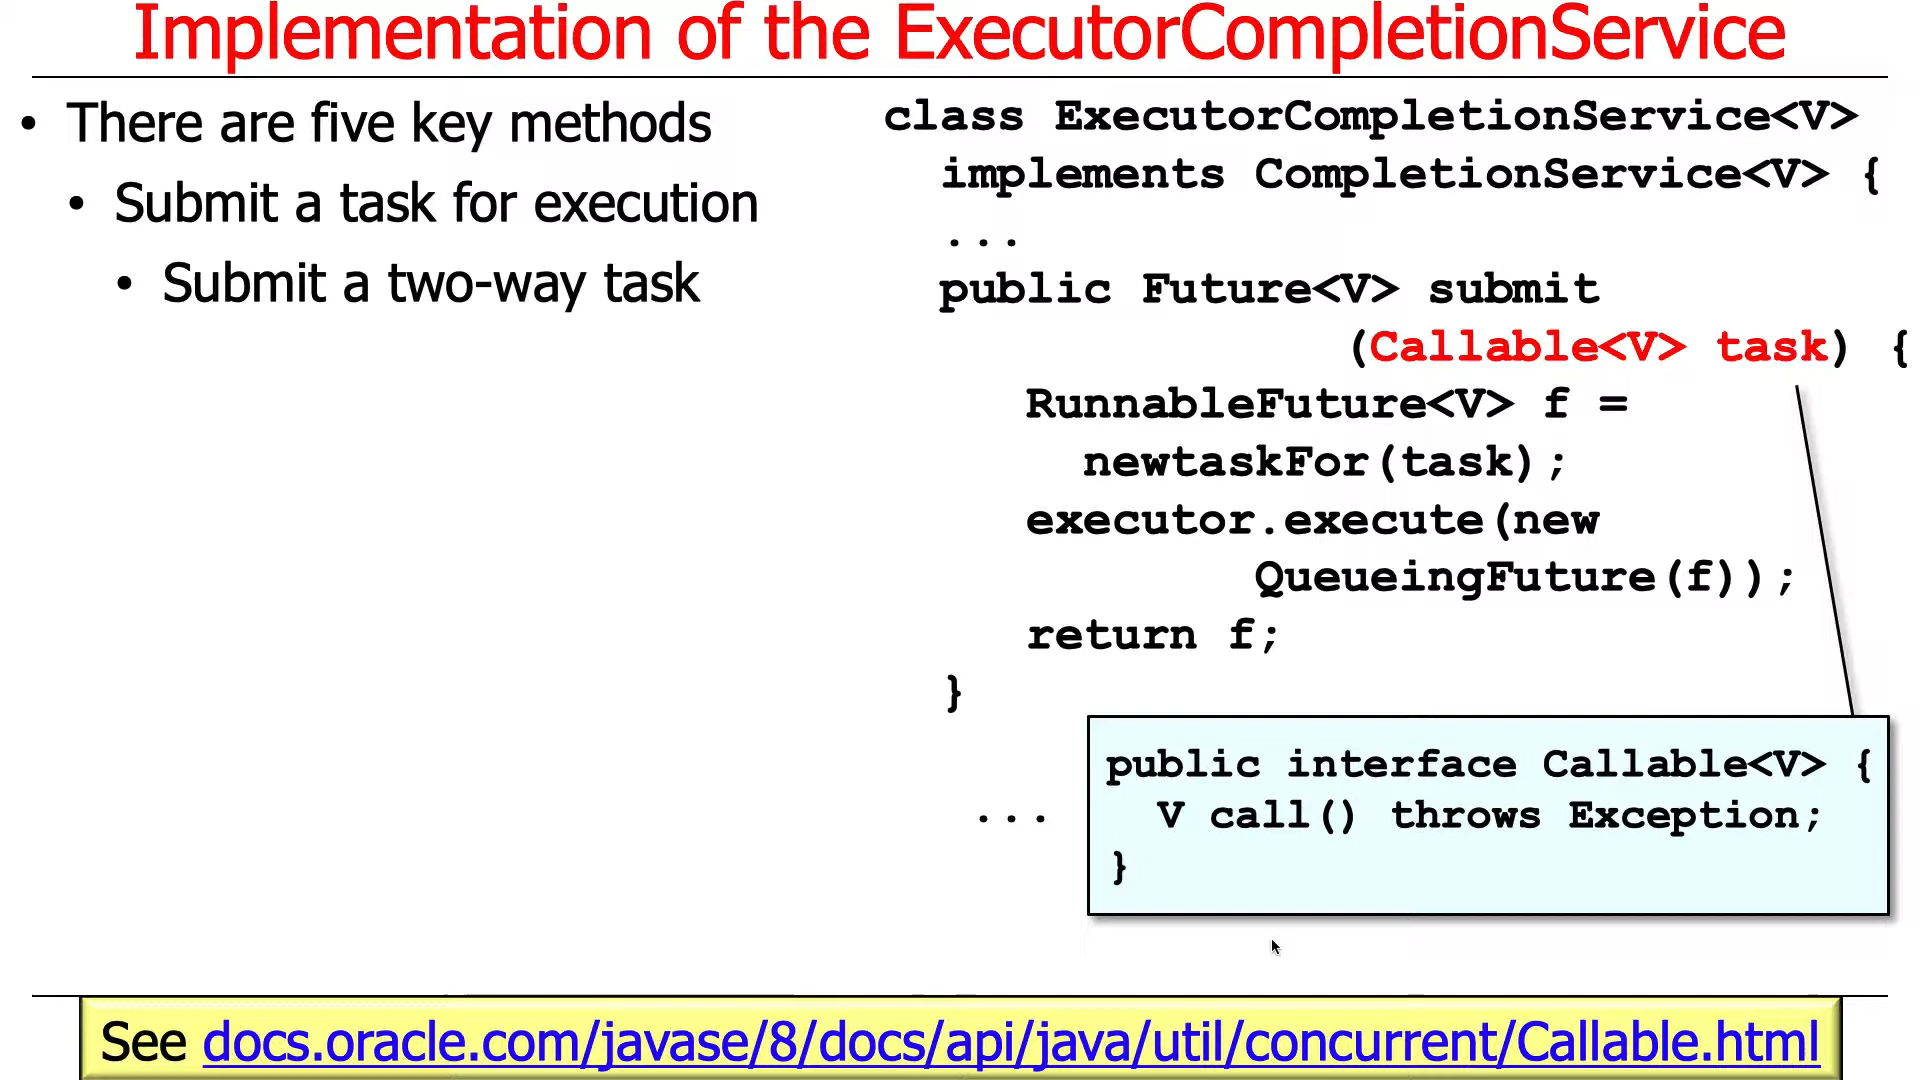 Implementation of the ExecutorCompletionService
• There are five key methods
• Submit a task for execution
• Submit a two-way task
class ExecutorCompletionService<V>
implements CompletionService<V> {
...
public Future<V> submit
(Callable<V> task) {
RunnableFuture<V> f =
newtaskFor(task);
executor.execute(new
QueueingFuture(f));
return f;
}
...
public interface Callable<V> {
V call() throws Exception;
}
See docs.oracle.com/javase/8/docs/api/java/util/concurrent/Callable.html